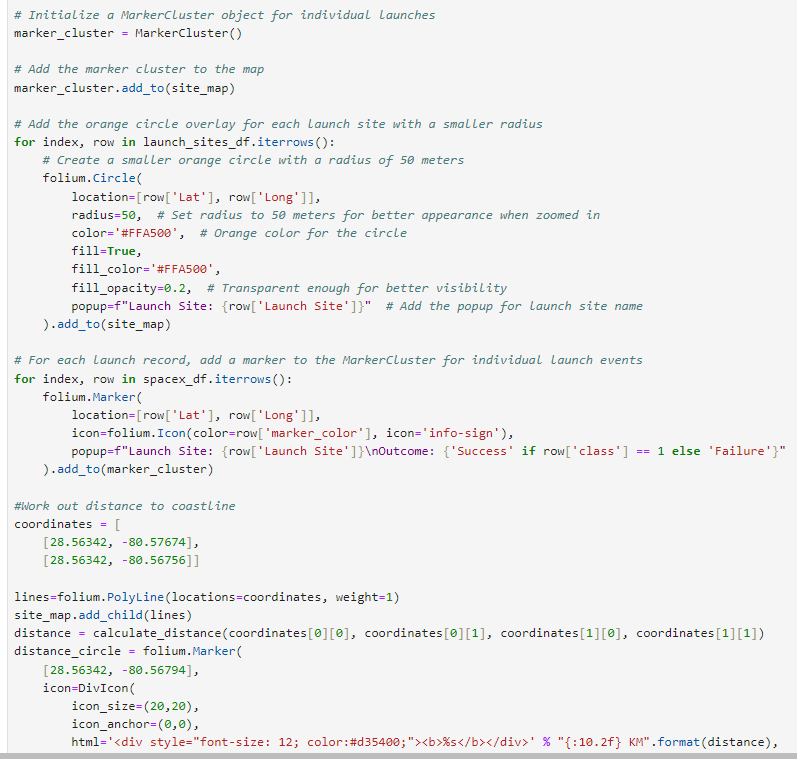 # Initialize a MarkerCluster object for individual launches
marker_cluster = MarkerCluster()

# Add the marker cluster to the map
marker_cluster.add_to(site_map)

# Add the orange circle overlay for each launch site with a smaller radius
for index, row in launch_sites_df.iterrows():
    # Create a smaller orange circle with a radius of 50 meters
    folium.Circle(
        location=[row['Lat'], row['Long']],
        radius=50,  # Set radius to 50 meters for better appearance when zoomed in
        color='#FFA500',  # Orange color for the circle
        fill=True,
        fill_color='#FFA500',
        fill_opacity=0.2,  # Transparent enough for better visibility
        popup=f"Launch Site: {row['Launch Site']}"  # Add the popup for launch site name
    ).add_to(site_map)

# For each launch record, add a marker to the MarkerCluster for individual launch events
for index, row in spacex_df.iterrows():
    folium.Marker(
        location=[row['Lat'], row['Long']],
        icon=folium.Icon(color=row['marker_color'], icon='info-sign'),
        popup=f"Launch Site: {row['Launch Site']}\nOutcome: {'Success' if row['class'] == 1 else 'Failure'}"
    ).add_to(marker_cluster)

#Work out distance to coastline
coordinates = [
    [28.56342, -80.57674],
    [28.56342, -80.56756]]

lines=folium.PolyLine(locations=coordinates, weight=1)
site_map.add_child(lines)
distance = calculate_distance(coordinates[0][0], coordinates[0][1], coordinates[1][0], coordinates[1][1])
distance_circle = folium.Marker(
    [28.56342, -80.56794],
    icon=DivIcon(
        icon_size=(20,20),
        icon_anchor=(0,0),
        html='<div style="font-size: 12; color:#d35400;"><b>%s</b></div>' % "{:10.2f} KM".format(distance),